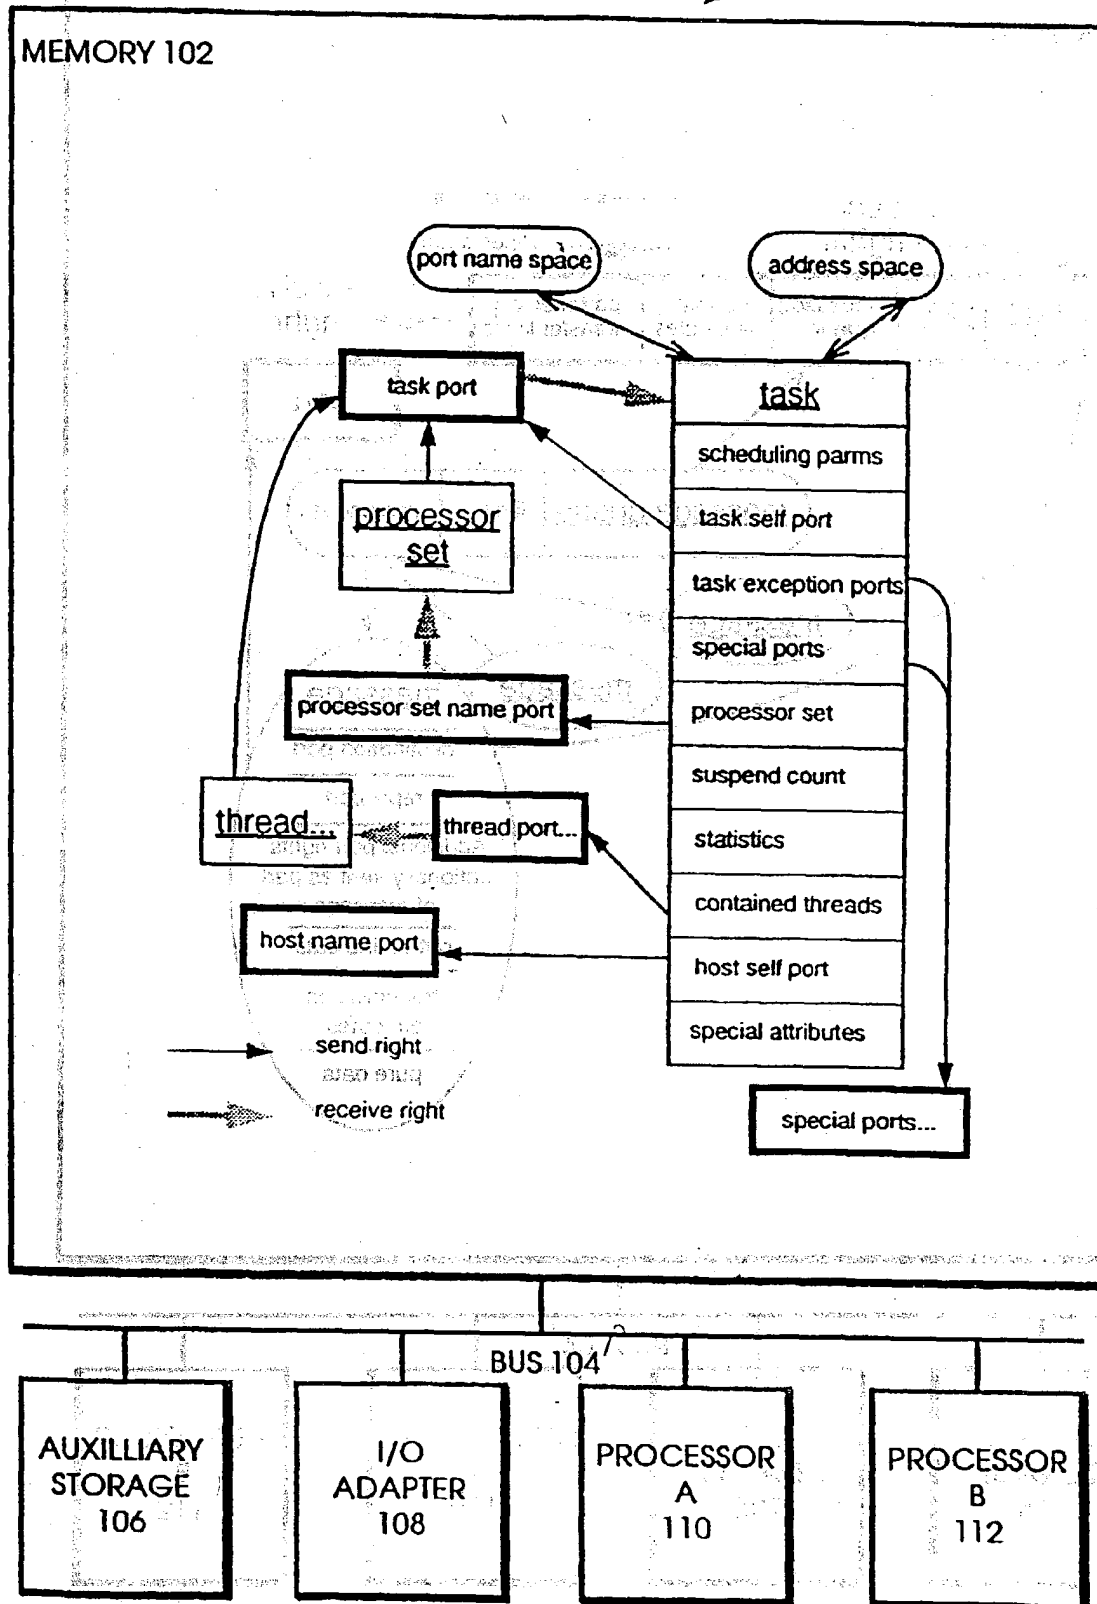 MEMORY 102
port name space
address space
task port
task
scheduling parms
processor
set
task self port
task exception ports
special ports
processor set name port
processor set
suspend count
thread...
thread port...
statistics
contained threads
host name port
host self port
special attributes
send right
receive right
special ports...
BUS 104
AUXILLIARY
STORAGE
106
I/O
ADAPTER
108
PROCESSOR
A
110
PROCESSOR
B
112